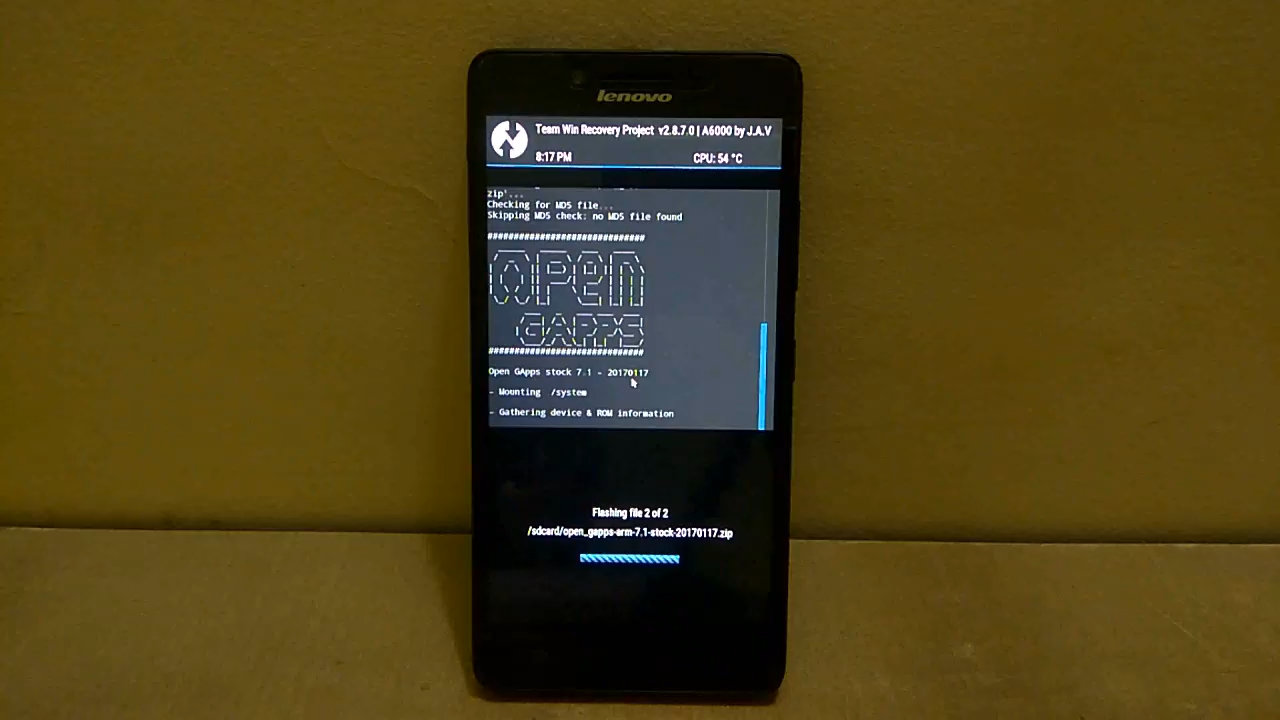 lenovo
Team Win Recovery Project v2.8.7.0 | A6000 by J.A.V
8:17 PM CPU: 54 °C
zip'...
Checking for MD5 file...
Skipping MD5 check: no MD5 file found
##############################
OPEN
GAPPS
##############################
Open GApps stock 7.1 - 20170117
- Mounting /system
- Gathering device & ROM information
Flashing file 2 of 2
/sdcard/open_gapps-arm-7.1-stock-20170117.zip